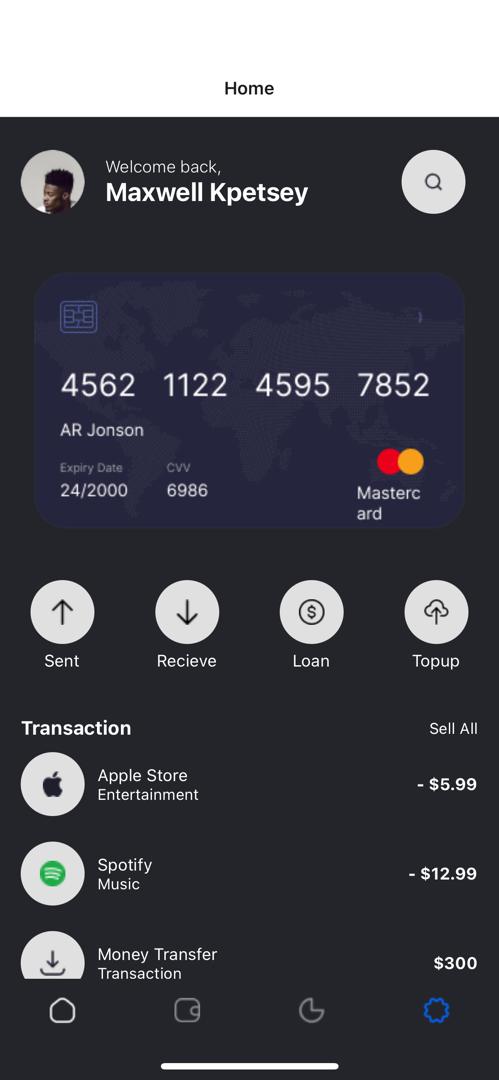 Home
Welcome back,
Maxwell Kpetsey
4562 1122 4595 7852
AR Jonson
Expiry Date CVV
24/2000 6986
Masterc
ard
Sent Recieve Loan Topup
Transaction Sell All
Apple Store
Entertainment
- $5.99
Spotify
Music
- $12.99
Money Transfer
Transaction
$300